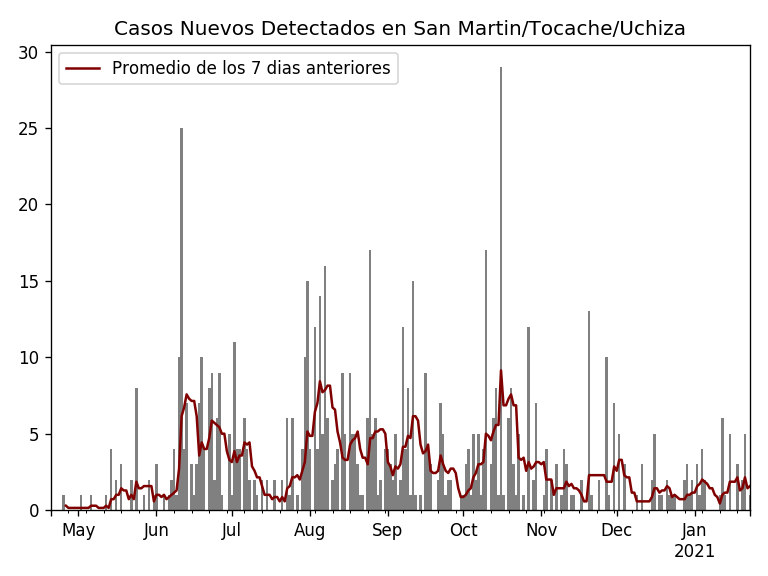 Casos Nuevos Detectados en San Martin/Tocache/Uchiza
Promedio de los 7 dias anteriores
30
25
20
15
10
5
0
May Jun Jul Aug Sep Oct Nov Dec Jan
2021